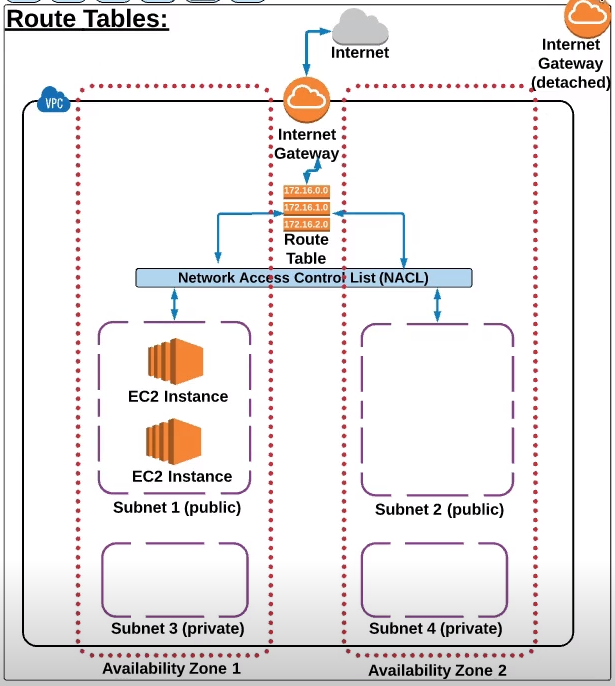 Route Tables:
Internet
Internet
Gateway
(detached)
VPC
Internet
Gateway
172.16.0.0
172.16.1.0
172.16.2.0
Route
Table
Network Access Control List (NACL)
EC2 Instance
EC2 Instance
Subnet 1 (public)
Subnet 2 (public)
Subnet 3 (private)
Subnet 4 (private)
Availability Zone 1
Availability Zone 2